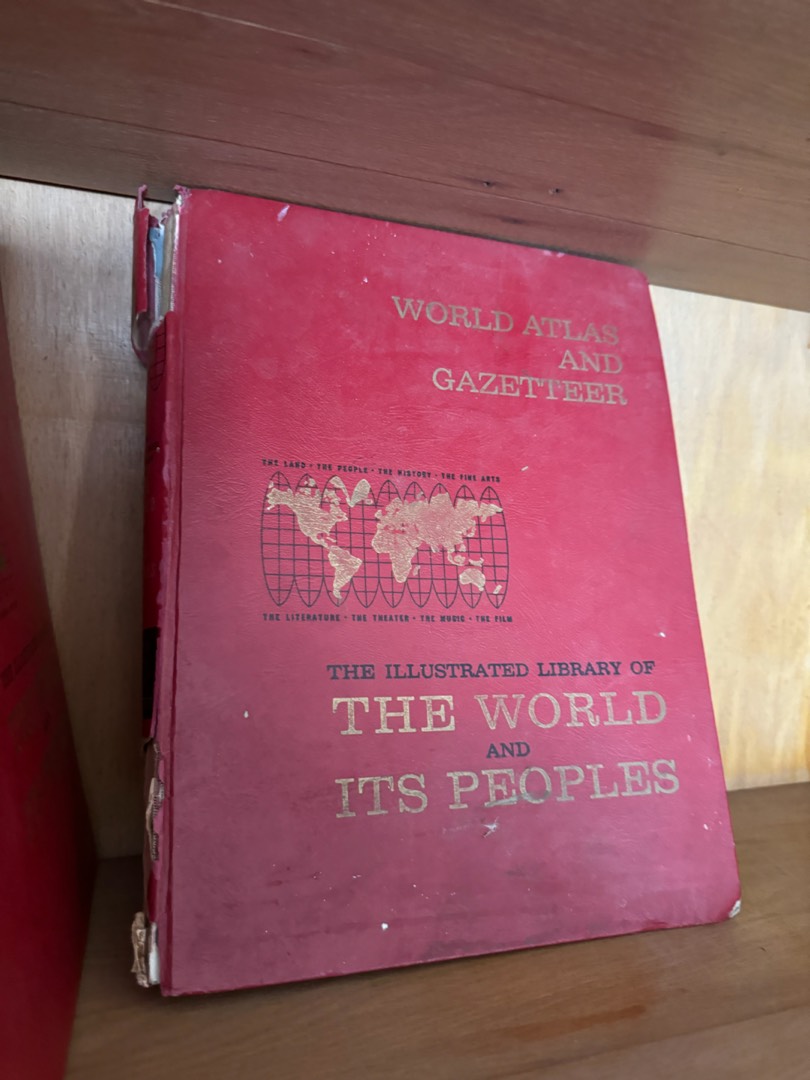 WORLD ATLAS
AND
GAZETTEER
THE LAND • THE PEOPLE • THE HISTORY • THE FINE ARTS
THE LITERATURE • THE THEATER • THE MUSIC • THE FILM
THE ILLUSTRATED LIBRARY OF
THE WORLD
AND
ITS PEOPLES